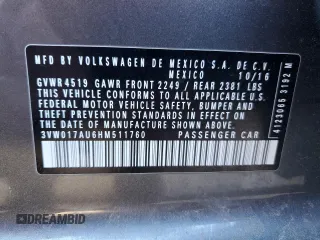 MFD BY VOLKSWAGEN DE MEXICO S.A. DE C.V.
MEXICO 10/16
GVWR 4519 GAWR FRONT 2249 / REAR 2381 LBS
THIS VEHICLE CONFORMS TO ALL APPLICABLE
FEDERAL MOTOR VEHICLE SAFETY, BUMPER AND
THEFT PREVENTION STANDARDS IN EFFECT ON
THE DATE OF MANUFACTURE SHOWN ABOVE
3VW017AU6HM511760 PASSENGER CAR
4123065 3192 M
DREAMBID